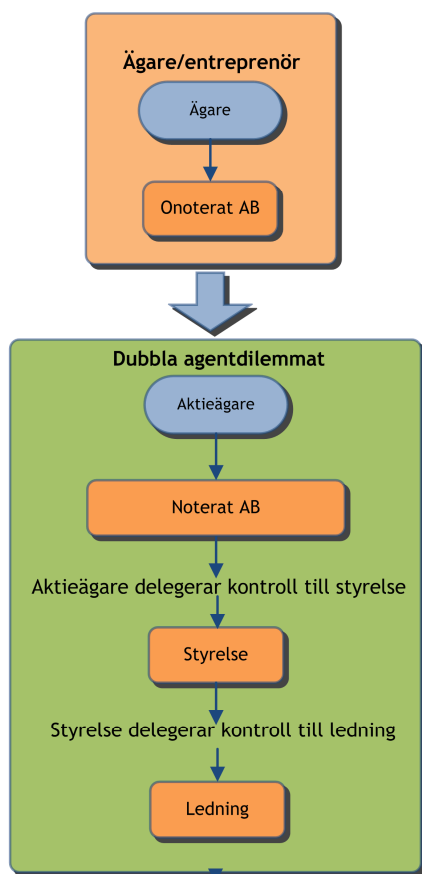 Ägare/entreprenör
Ägare
Onoterat AB
Dubbla agentdilemmat
Aktieägare
Noterat AB
Aktieägare delegerar kontroll till styrelse
Styrelse
Styrelse delegerar kontroll till ledning
Ledning